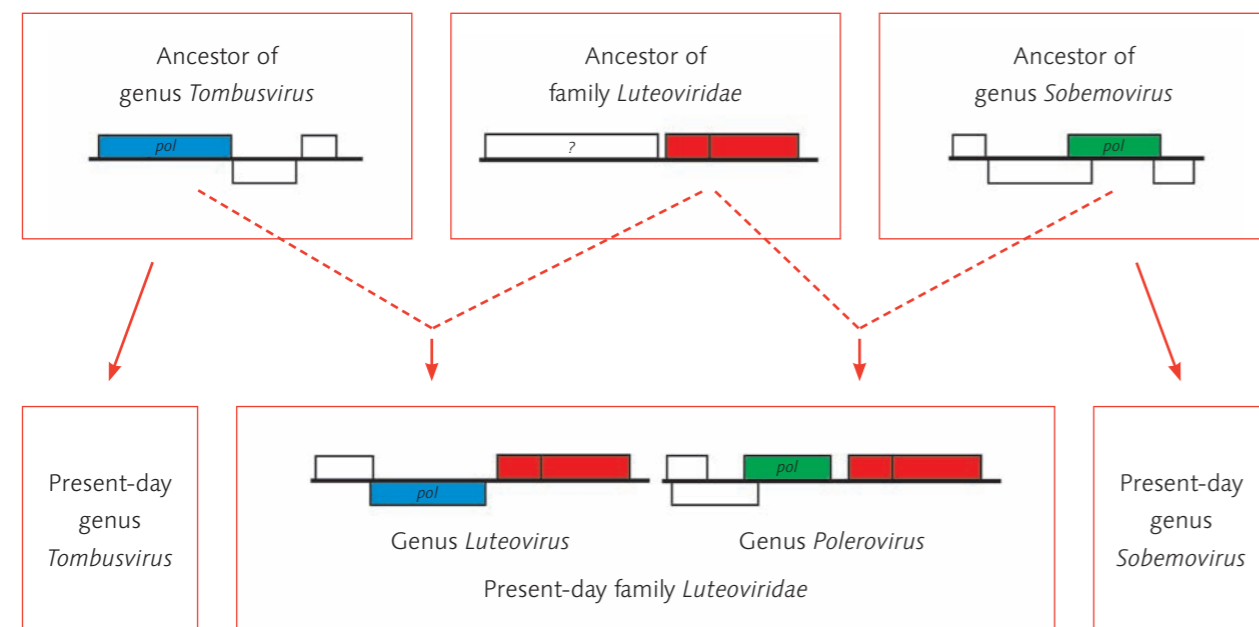 Ancestor of
genus Tombusvirus
pol
Ancestor of
family Luteoviridae
?
Ancestor of
genus Sobemovirus
pol
Present-day
genus
Tombusvirus
pol
Genus Luteovirus
pol
Genus Polerovirus
Present-day family Luteoviridae
Present-day
genus
Sobemovirus